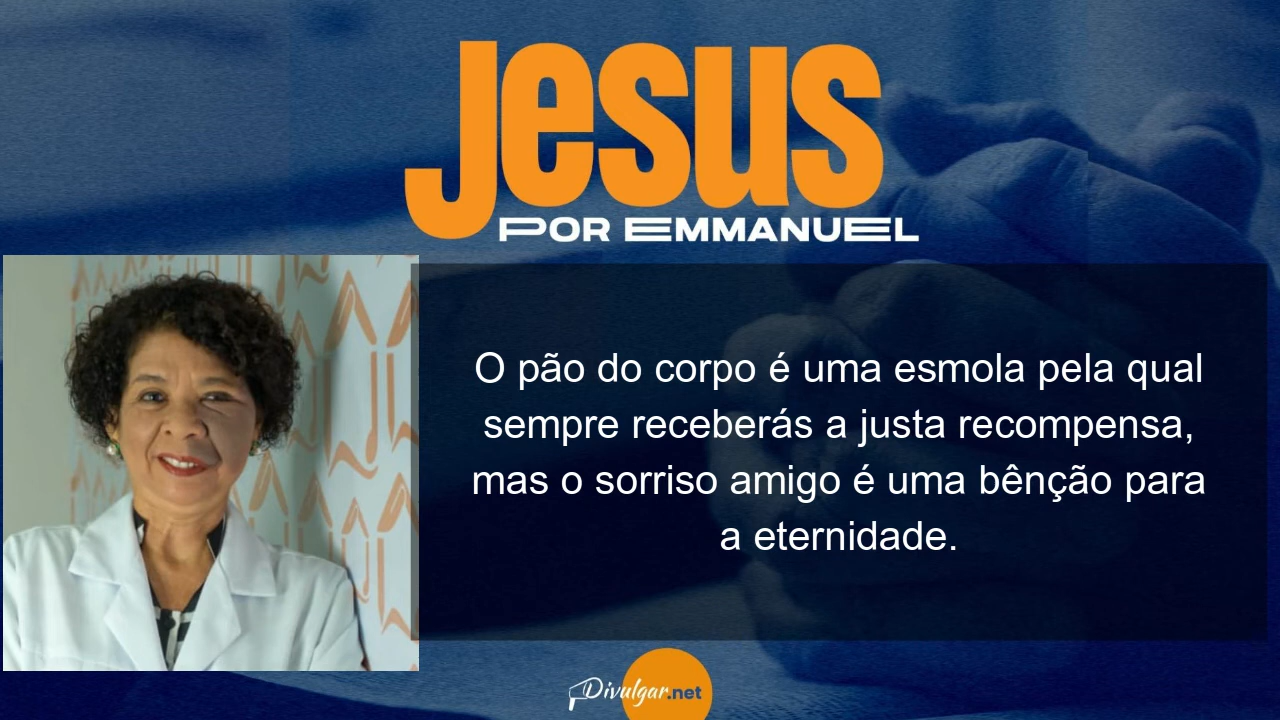 Jesus
POR EMMANUEL
O pão do corpo é uma esmola pela qual
sempre receberás a justa recompensa,
mas o sorriso amigo é uma bênção para
a eternidade.
Divulgar.net